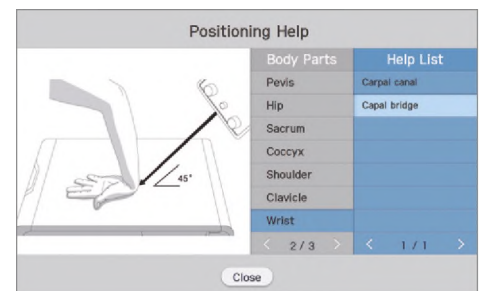 Positioning Help
Body Parts
Help List
Pevis
Carpal canal
Hip
Capal bridge
Sacrum
Coccyx
Shoulder
Clavicle
Wrist
45°
< 2 / 3 >
< 1 / 1 >
Close